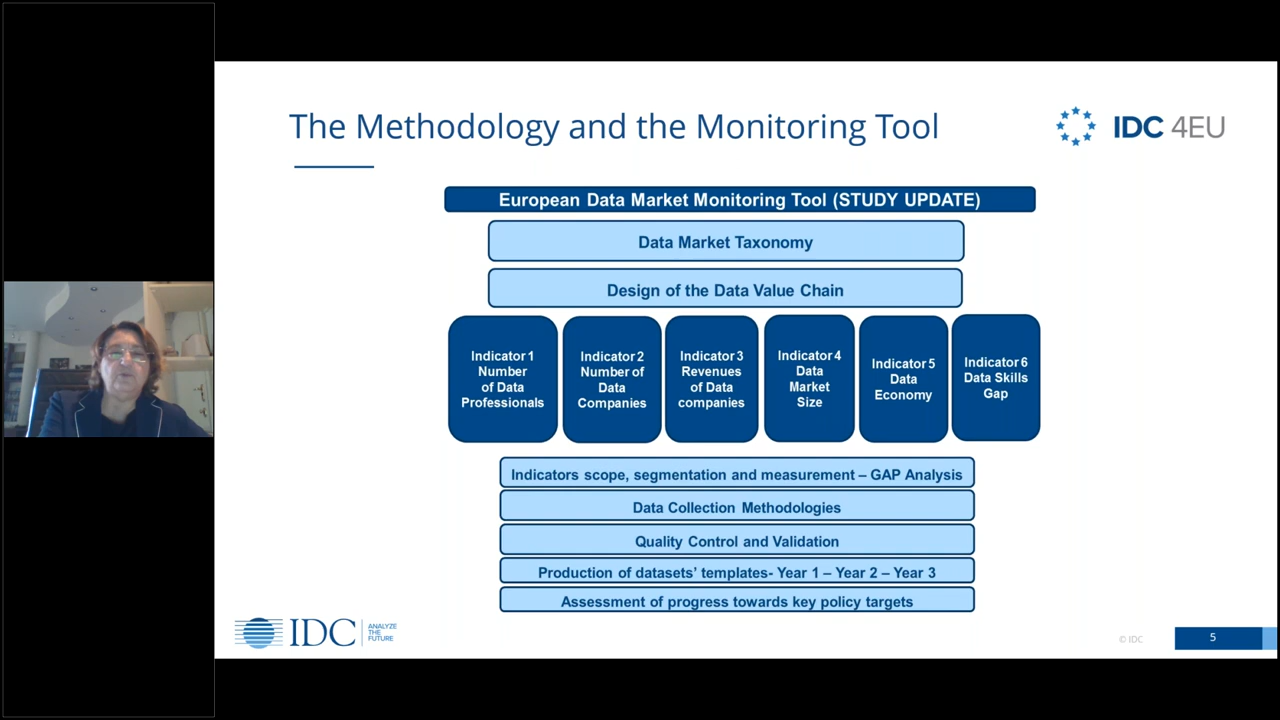 The Methodology and the Monitoring Tool
IDC 4EU
European Data Market Monitoring Tool (STUDY UPDATE)
Data Market Taxonomy
Design of the Data Value Chain
Indicator 1
Number
of Data
Professionals
Indicator 2
Number of
Data
Companies
Indicator 3
Revenues
of Data
companies
Indicator 4
Data
Market
Size
Indicator 5
Data
Economy
Indicator 6
Data Skills
Gap
Indicators scope, segmentation and measurement – GAP Analysis
Data Collection Methodologies
Quality Control and Validation
Production of datasets’ templates- Year 1 – Year 2 – Year 3
Assessment of progress towards key policy targets
IDC
ANALYZE
THE
FUTURE
© IDC
5